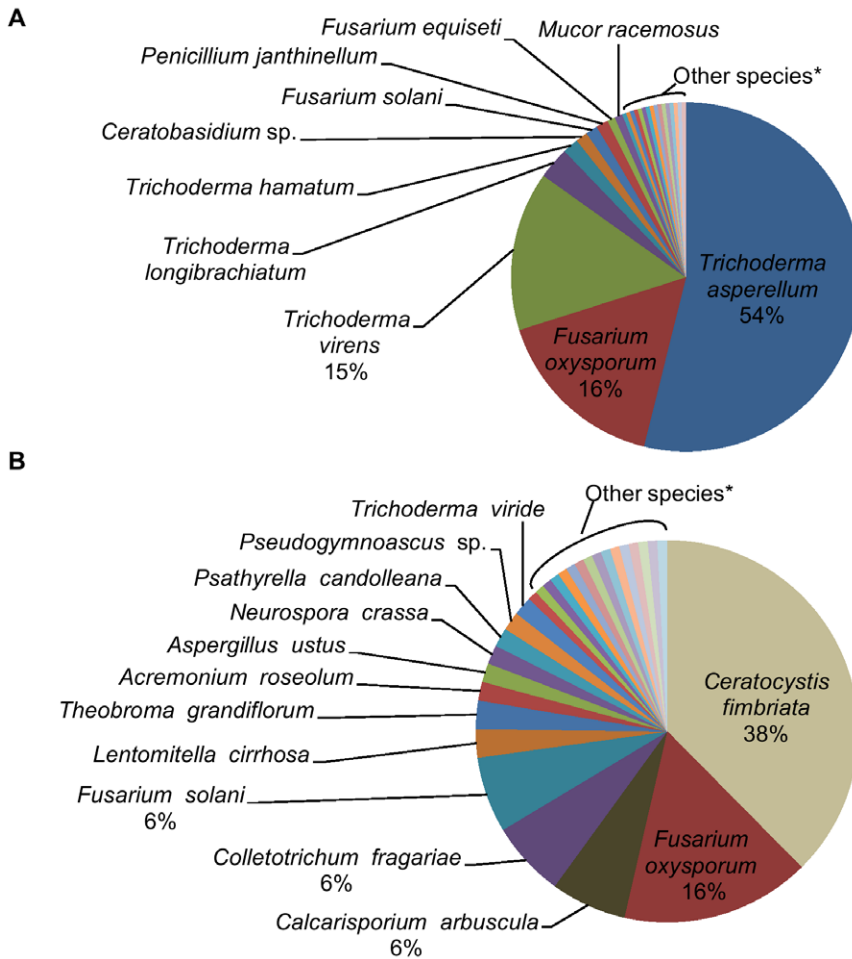 A
Fusarium equiseti
Mucor racemosus
Penicillium janthinellum
Other species*
Fusarium solani
Ceratobasidium sp.
Trichoderma hamatum
Trichoderma
longibrachiatum
Trichoderma
virens
15%
Fusarium
oxysporum
16%
Trichoderma
asperellum
54%
B
Other species*
Trichoderma viride
Pseudogymnoascus sp.
Psathyrella candolleana
Neurospora crassa
Aspergillus ustus
Acremonium roseolum
Theobroma grandiflorum
Lentomitella cirrhosa
Fusarium solani
6%
Colletotrichum fragariae
6%
Calcarisporium arbuscula
6%
Fusarium
oxysporum
16%
Ceratocystis
fimbriata
38%